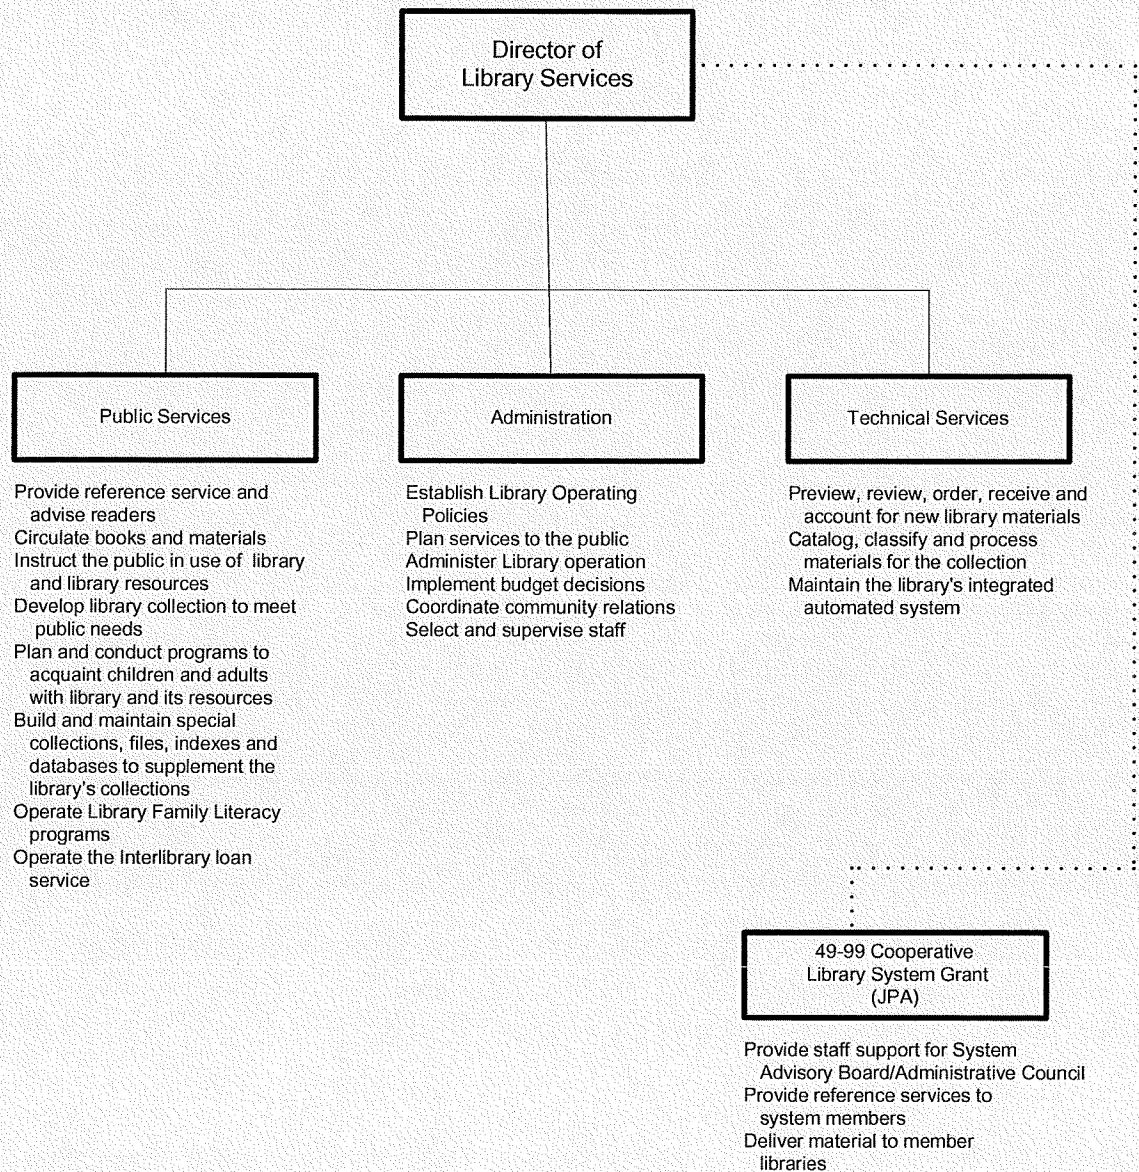 Director of
Library Services
Public Services
Provide reference service and
advise readers
Circulate books and materials
Instruct the public in use of library
and library resources
Develop library collection to meet
public needs
Plan and conduct programs to
acquaint children and adults
with library and its resources
Build and maintain special
collections, files, indexes and
databases to supplement the
library's collections
Operate Library Family Literacy
programs
Operate the Interlibrary loan
service
Administration
Establish Library Operating
Policies
Plan services to the public
Administer Library operation
Implement budget decisions
Coordinate community relations
Select and supervise staff
Technical Services
Preview, review, order, receive and
account for new library materials
Catalog, classify and process
materials for the collection
Maintain the library's integrated
automated system
49-99 Cooperative
Library System Grant
(JPA)
Provide staff support for System
Advisory Board/Administrative Council
Provide reference services to
system members
Deliver material to member
libraries